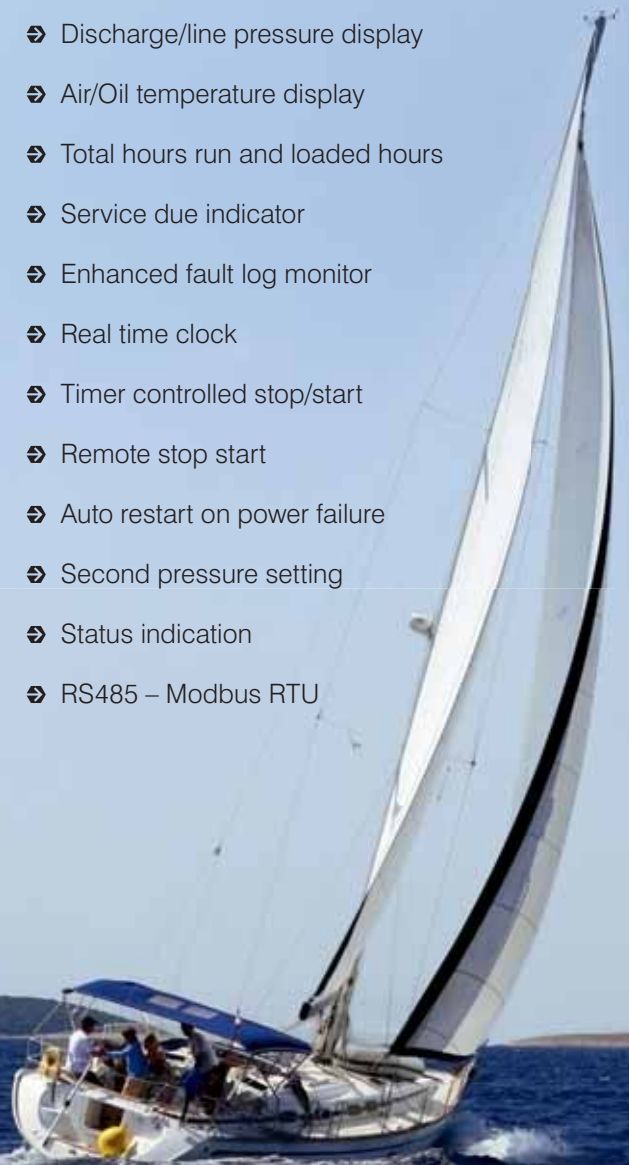 Discharge/line pressure display
Air/Oil temperature display
Total hours run and loaded hours
Service due indicator
Enhanced fault log monitor
Real time clock
Timer controlled stop/start
Remote stop start
Auto restart on power failure
Second pressure setting
Status indication
RS485 – Modbus RTU